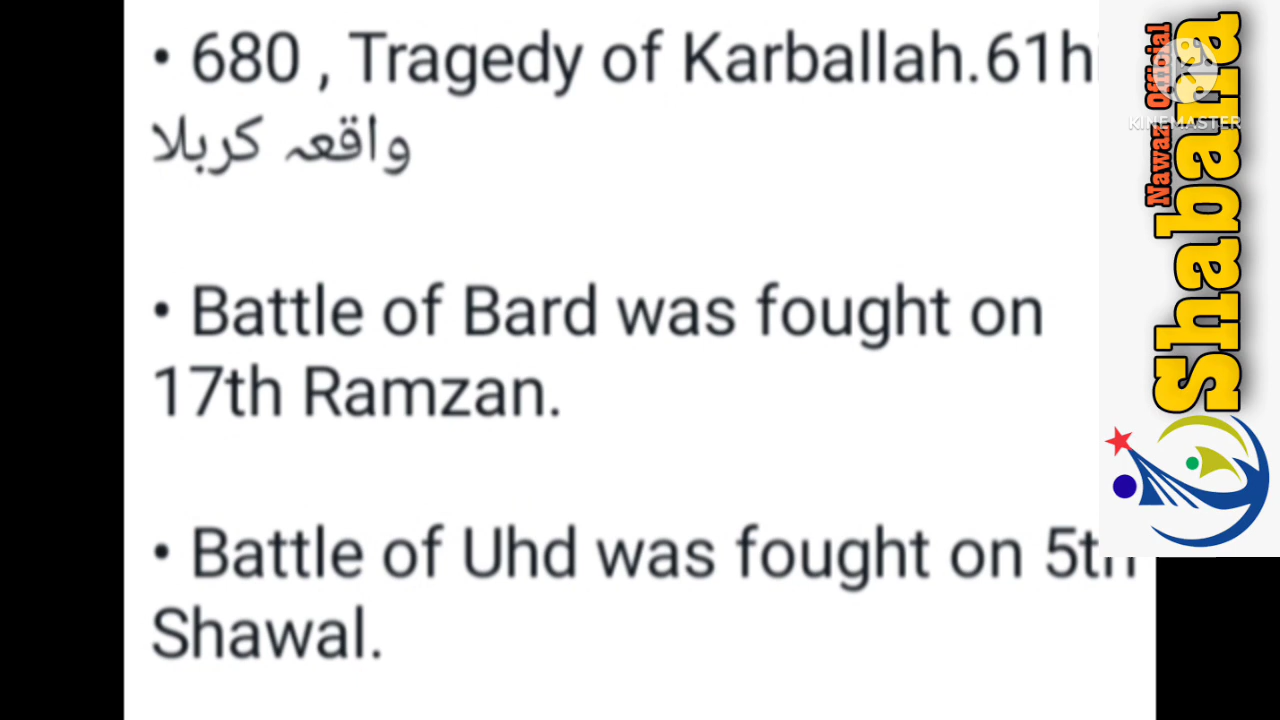 • 680 , Tragedy of Karballah.61h
واقعہ کربلا
• Battle of Bard was fought on
17th Ramzan.
• Battle of Uhd was fought on 5th
Shawal.
Nawaz Official
Shabana
KINEMASTER